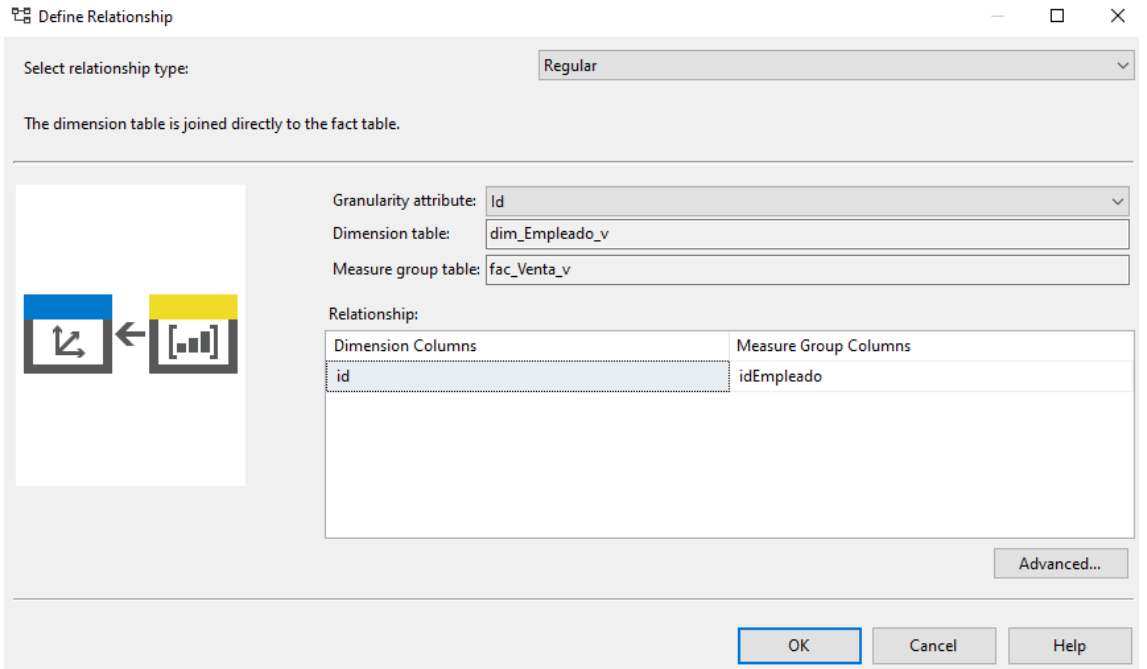 Define Relationship
Select relationship type: Regular
The dimension table is joined directly to the fact table.
Granularity attribute: Id
Dimension table: dim_Empleado_v
Measure group table: fac_Venta_v
Relationship:
Dimension Columns Measure Group Columns
id idEmpleado
Advanced...
OK Cancel Help